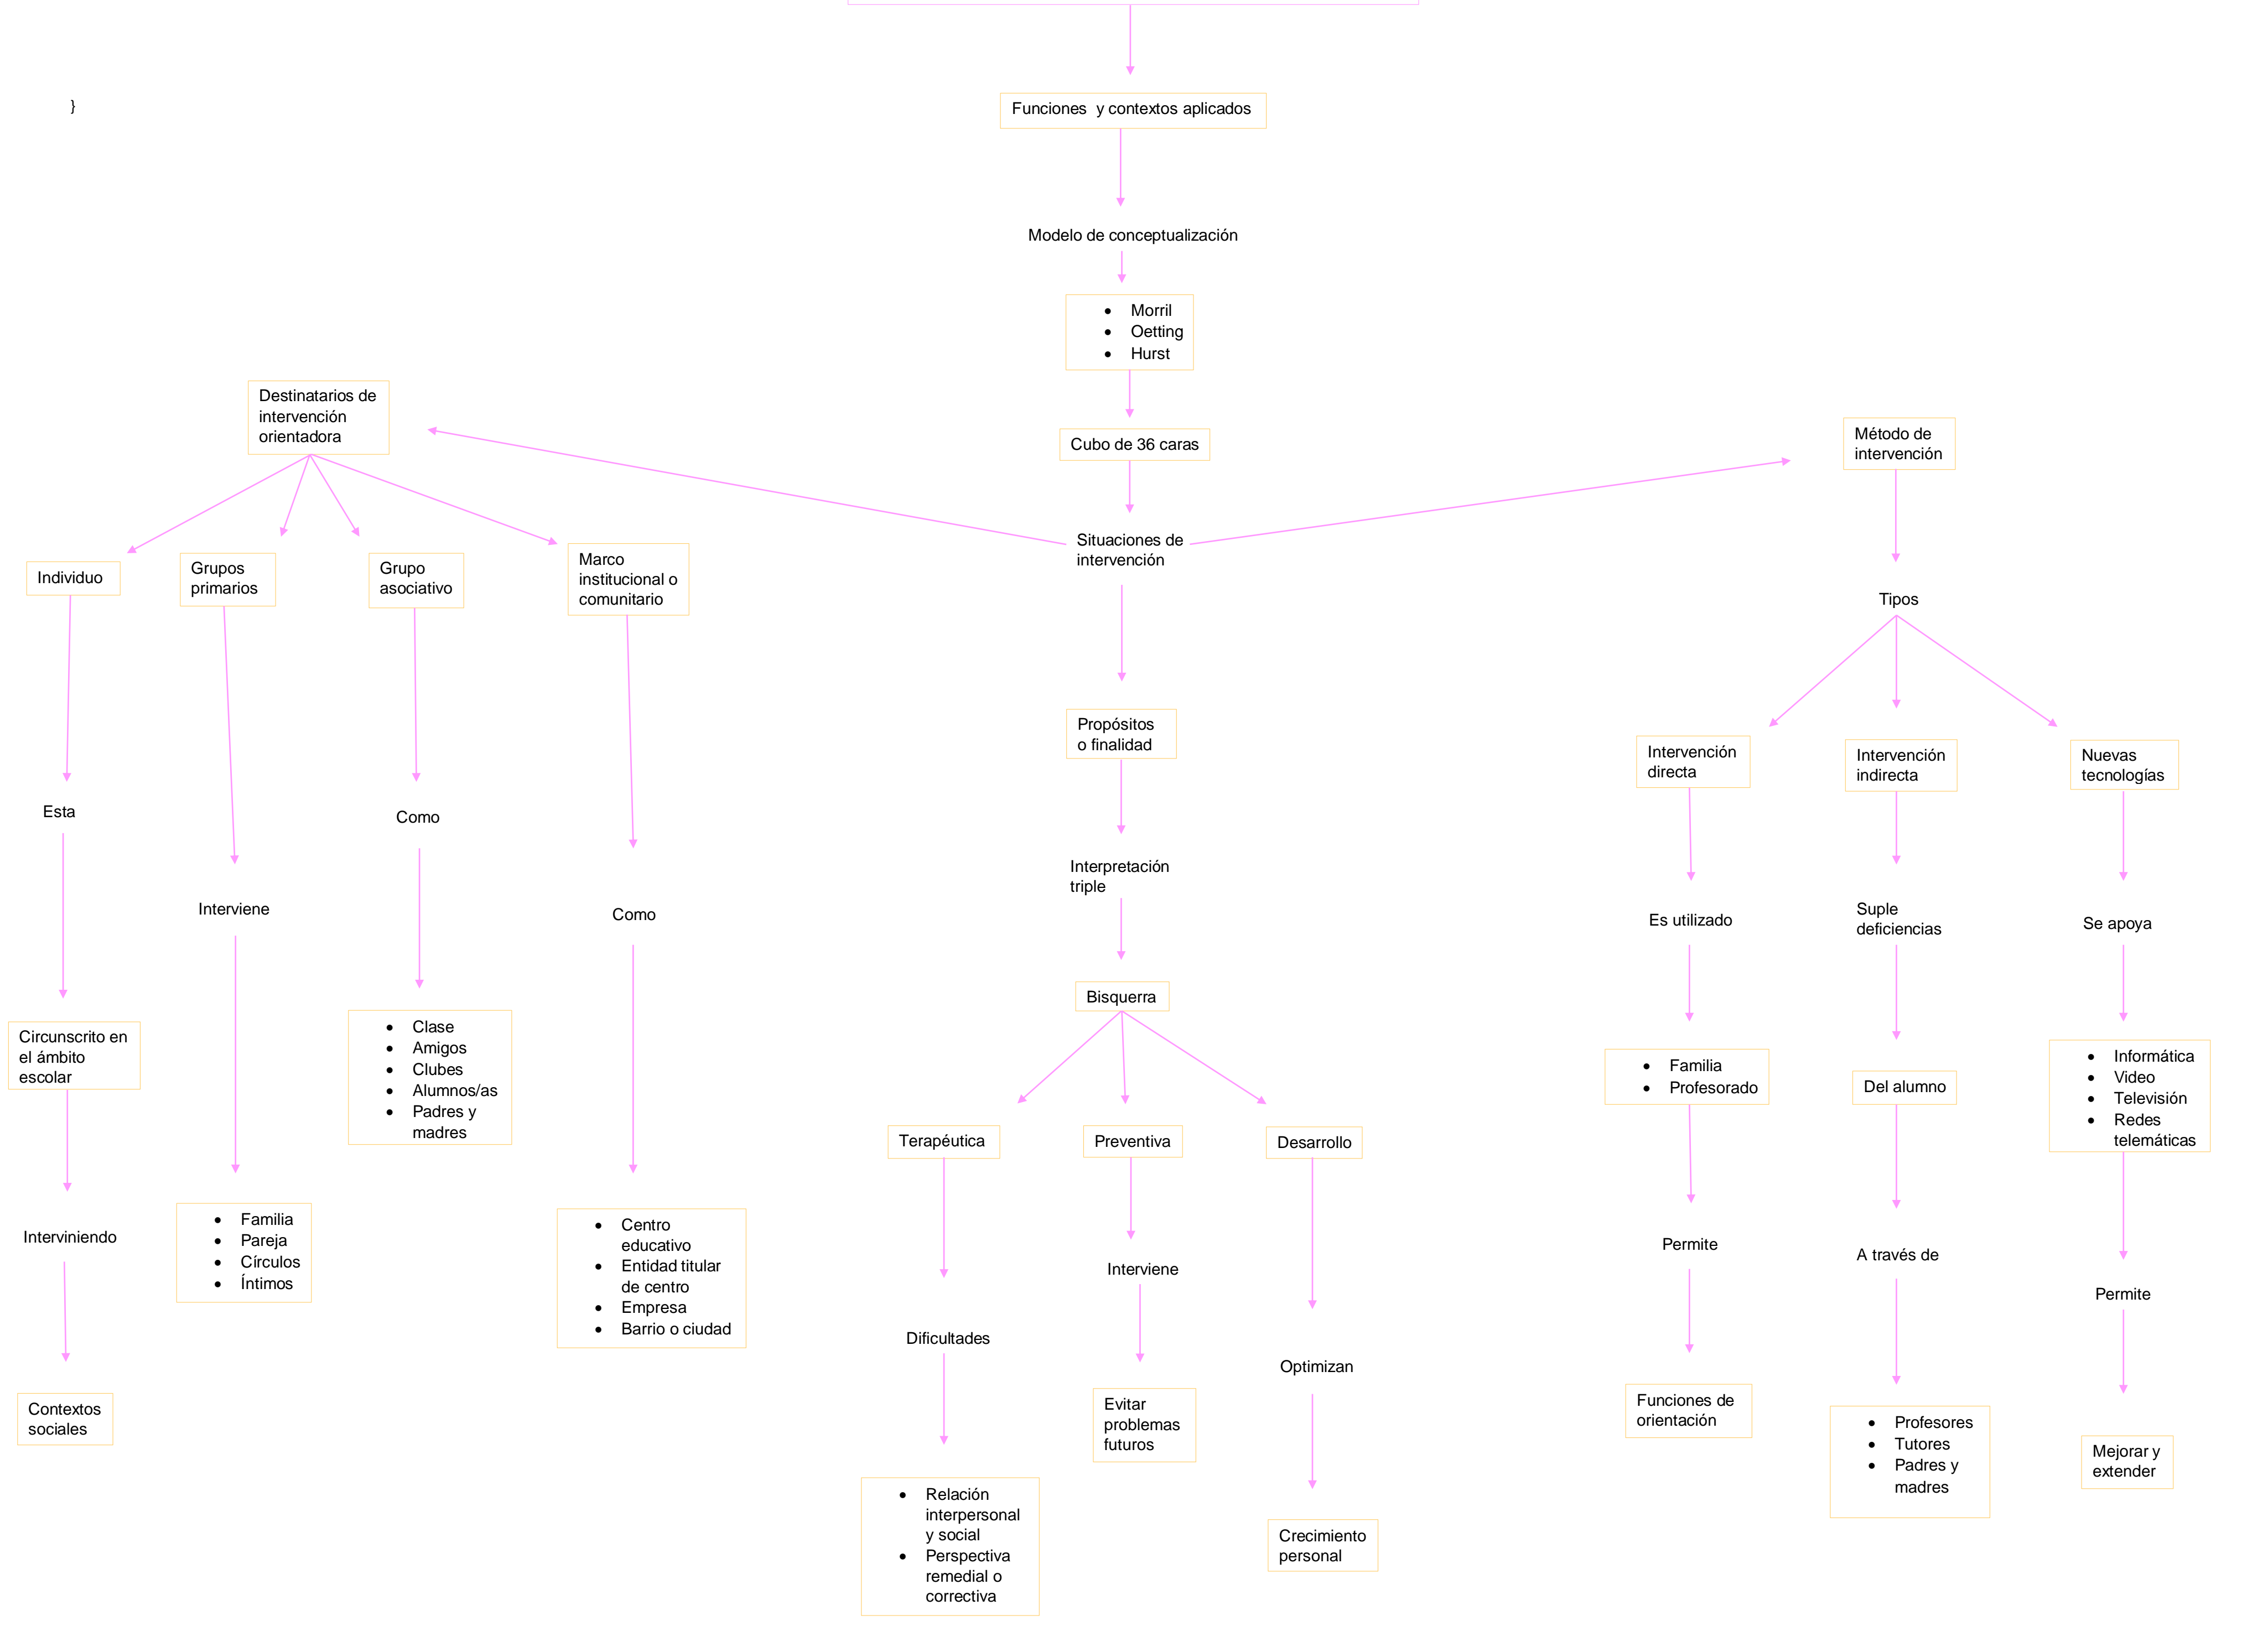 }
Funciones y contextos aplicados
Modelo de conceptualización
• Morril
• Oetting
• Hurst
Cubo de 36 caras
Situaciones de
intervención
Destinatarios de
intervención
orientadora
Individuo
Esta
Circunscrito en
el ámbito
escolar
Interviniendo
Contextos
sociales
Grupos
primarios
Interviene
• Familia
• Pareja
• Círculos
• Íntimos
Grupo
asociativo
Como
• Clase
• Amigos
• Clubes
• Alumnos/as
• Padres y
madres
Marco
institucional o
comunitario
Como
• Centro
educativo
• Entidad titular
de centro
• Empresa
• Barrio o ciudad
Propósitos
o finalidad
Interpretación
triple
Bisquerra
Terapéutica
Dificultades
• Relación
interpersonal
y social
• Perspectiva
remedial o
correctiva
Preventiva
Interviene
Evitar
problemas
futuros
Desarrollo
Optimizan
Crecimiento
personal
Método de
intervención
Tipos
Intervención
directa
Es utilizado
• Familia
• Profesorado
Permite
Funciones de
orientación
Intervención
indirecta
Suple
deficiencias
Del alumno
A través de
• Profesores
• Tutores
• Padres y
madres
Nuevas
tecnologías
Se apoya
• Informática
• Video
• Televisión
• Redes
telemáticas
Permite
Mejorar y
extender